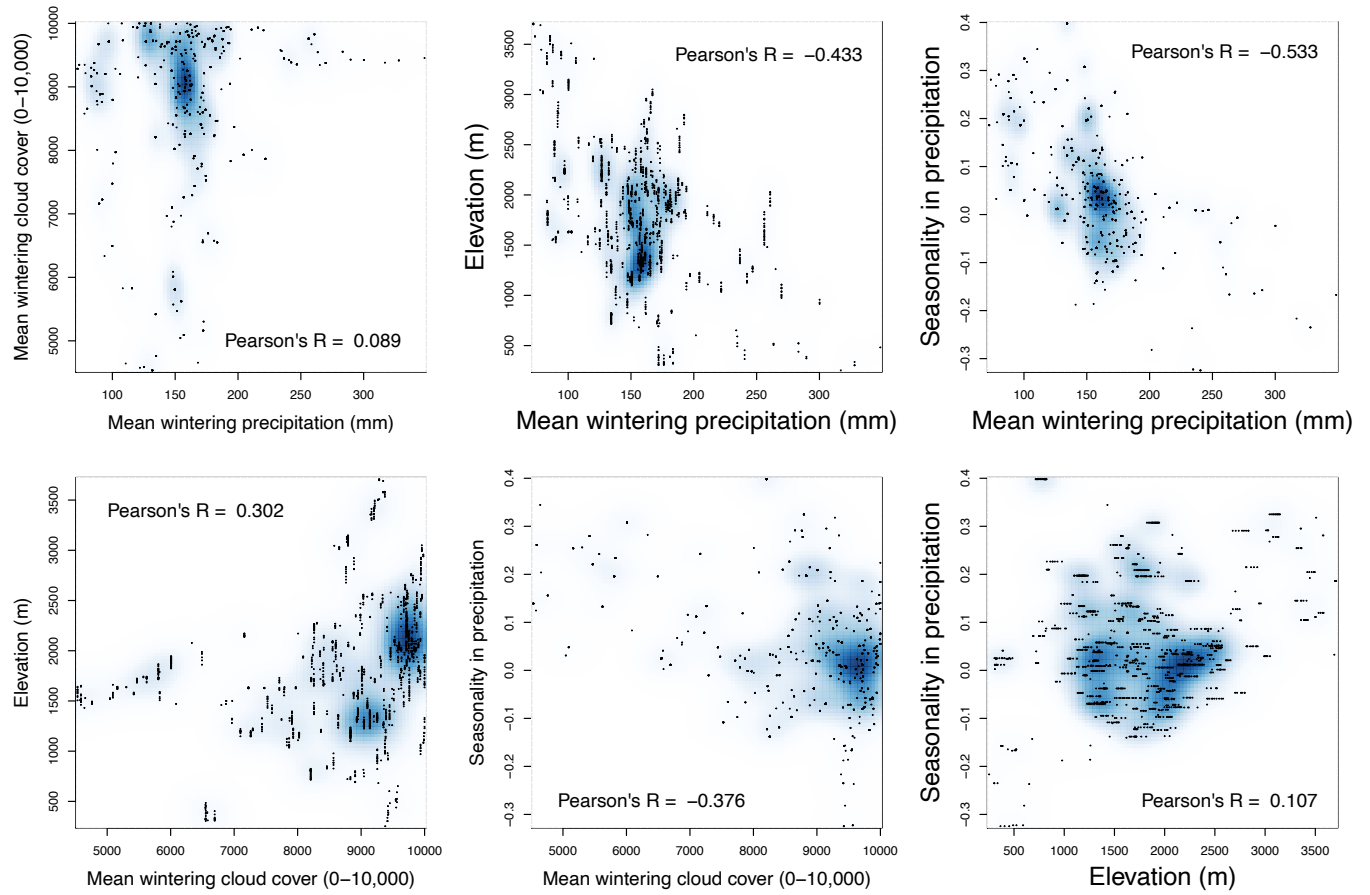 Mean wintering cloud cover (0−10,000)
10000
9000
8000
7000
6000
5000
Pearson's R = 0.089
100 150 200 250 300
Mean wintering precipitation (mm)
Elevation (m)
3500
3000
2500
2000
1500
1000
500
Pearson's R = −0.433
100 150 200 250 300
Mean wintering precipitation (mm)
Seasonality in precipitation
0.4
0.3
0.2
0.1
0.0
−0.1
−0.2
−0.3
Pearson's R = −0.533
100 150 200 250 300
Mean wintering precipitation (mm)
Elevation (m)
3500
3000
2500
2000
1500
1000
500
Pearson's R = 0.302
5000 6000 7000 8000 9000 10000
Mean wintering cloud cover (0−10,000)
Seasonality in precipitation
0.4
0.3
0.2
0.1
0.0
−0.1
−0.2
−0.3
Pearson's R = −0.376
5000 6000 7000 8000 9000 10000
Mean wintering cloud cover (0−10,000)
Seasonality in precipitation
0.4
0.3
0.2
0.1
0.0
−0.1
−0.2
−0.3
Pearson's R = 0.107
500 1000 1500 2000 2500 3000 3500
Elevation (m)